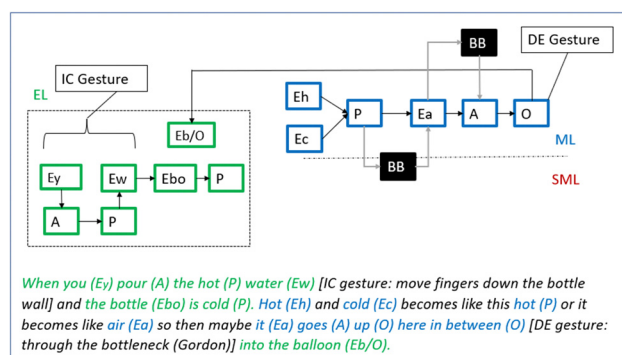 BB
DE Gesture
IC Gesture
EL
Eh
Eb/O
P
Ea
A
O
Ec
ML
BB
SML
Ey
Ew
Ebo
P
A
P
When you (Ey) pour (A) the hot (P) water (Ew) [IC gesture: move fingers down the bottle
wall] and the bottle (Ebo) is cold (P). Hot (Eh) and cold (Ec) becomes like this hot (P) or it
becomes like air (Ea) so then maybe it (Ea) goes (A) up (O) here in between (O) [DE gesture:
through the bottleneck (Gordon)] into the balloon (Eb/O).